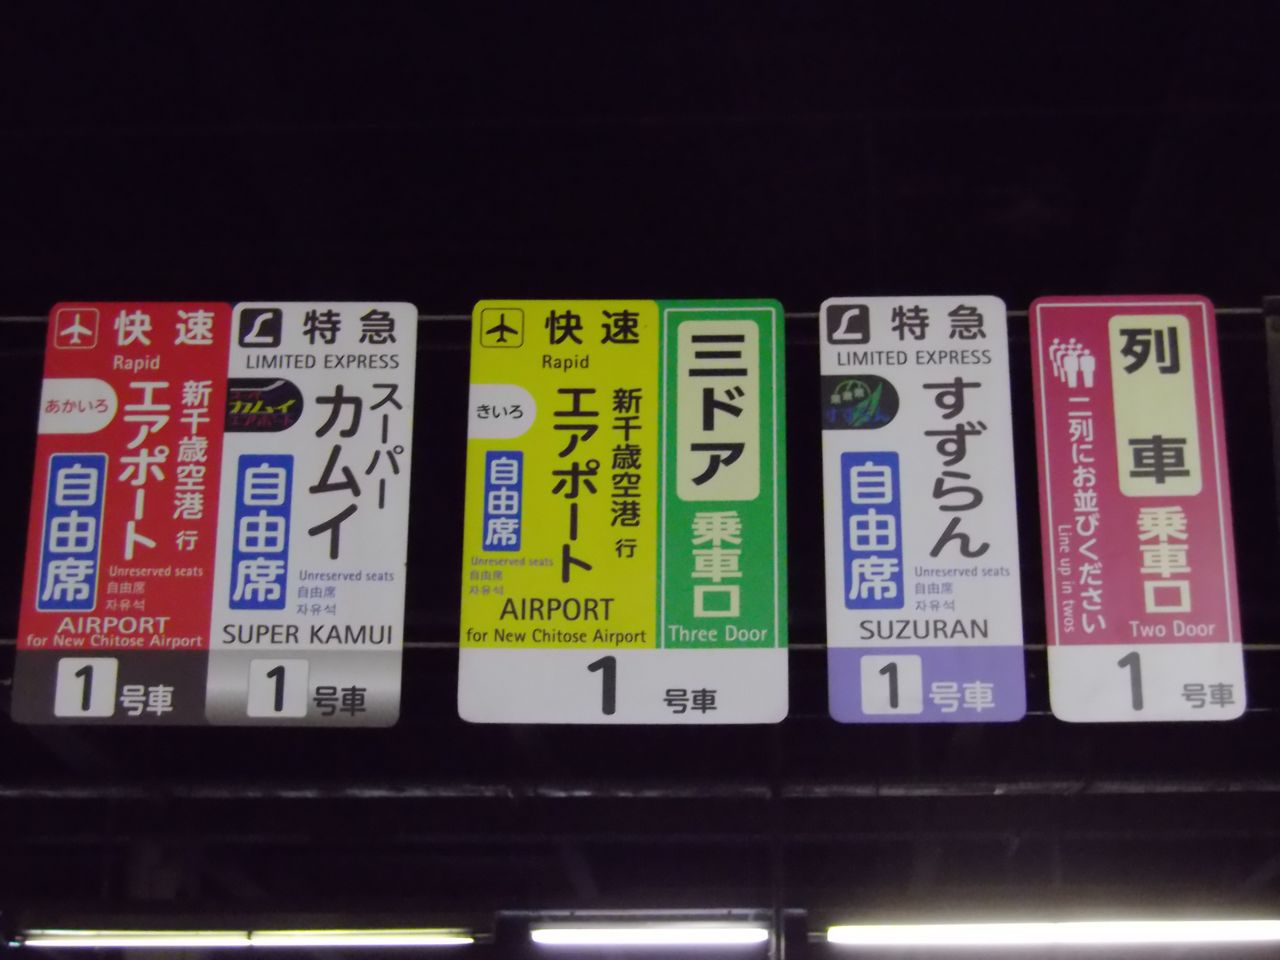 快速
Rapid
あかいろ
新千歳空港 行
エアポート
自由席
Unreserved seats
自由席
자유석
AIRPORT
for New Chitose Airport
1号車
特急
LIMITED EXPRESS
スーパー
カムイ
自由席
Unreserved seats
自由席
자유석
SUPER KAMUI
1号車
快速
Rapid
きいろ
新千歳空港 行
エアポート
自由席
Unreserved seats
自由席
자유석
AIRPORT
for New Chitose Airport
三ドア
乗車口
Three Door
1号車
特急
LIMITED EXPRESS
すずらん
自由席
Unreserved seats
自由席
자유석
SUZURAN
1号車
列車
乗車口
二列にお並びください
Line up in twos
Two Door
1号車